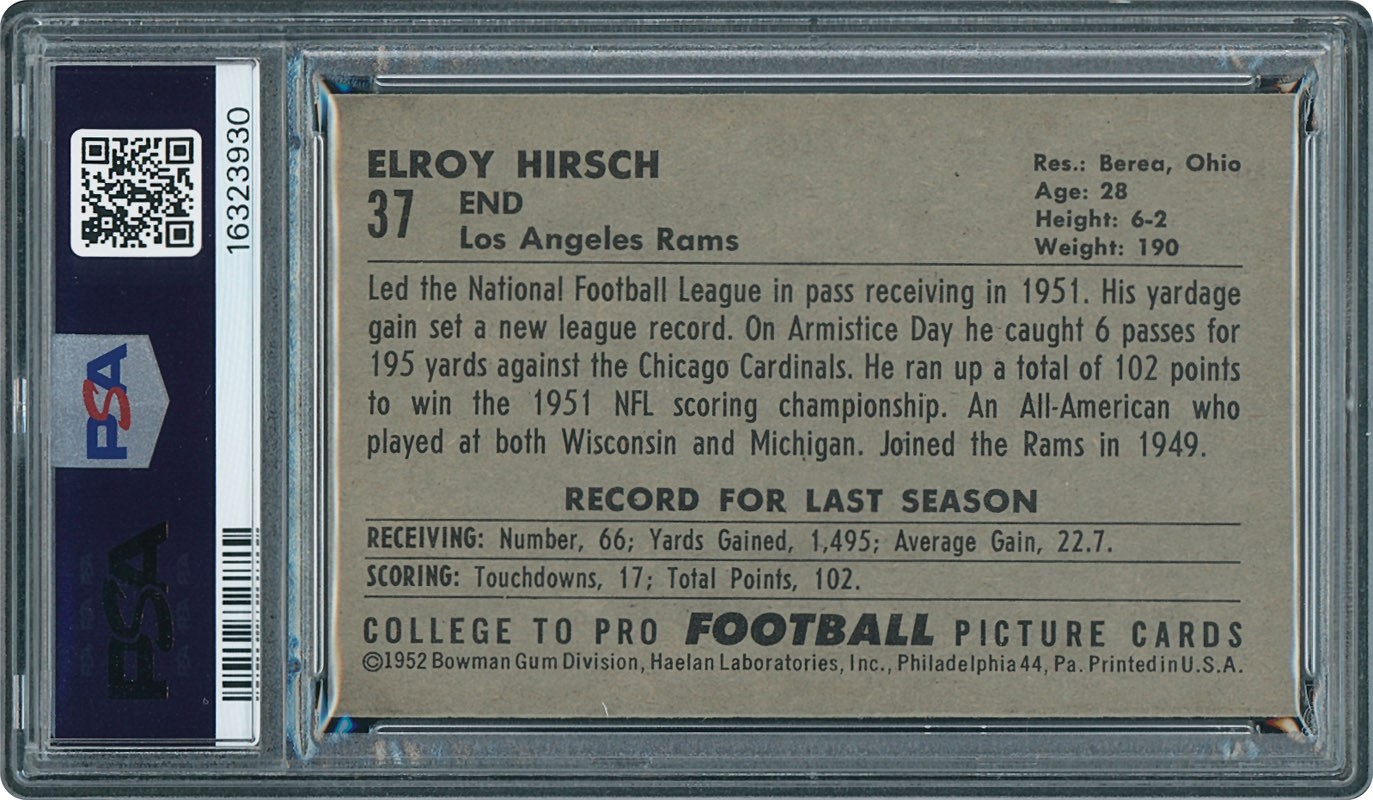 16323930
PSA
PSA
ELROY HIRSCH
37 END
Los Angeles Rams
Res.: Berea, Ohio
Age: 28
Height: 6-2
Weight: 190
Led the National Football League in pass receiving in 1951. His yardage
gain set a new league record. On Armistice Day he caught 6 passes for
195 yards against the Chicago Cardinals. He ran up a total of 102 points
to win the 1951 NFL scoring championship. An All-American who
played at both Wisconsin and Michigan. Joined the Rams in 1949.
RECORD FOR LAST SEASON
RECEIVING: Number, 66; Yards Gained, 1,495; Average Gain, 22.7.
SCORING: Touchdowns, 17; Total Points, 102.
COLLEGE TO PRO FOOTBALL PICTURE CARDS
©1952 Bowman Gum Division, Haelan Laboratories, Inc., Philadelphia 44, Pa. Printed in U.S.A.